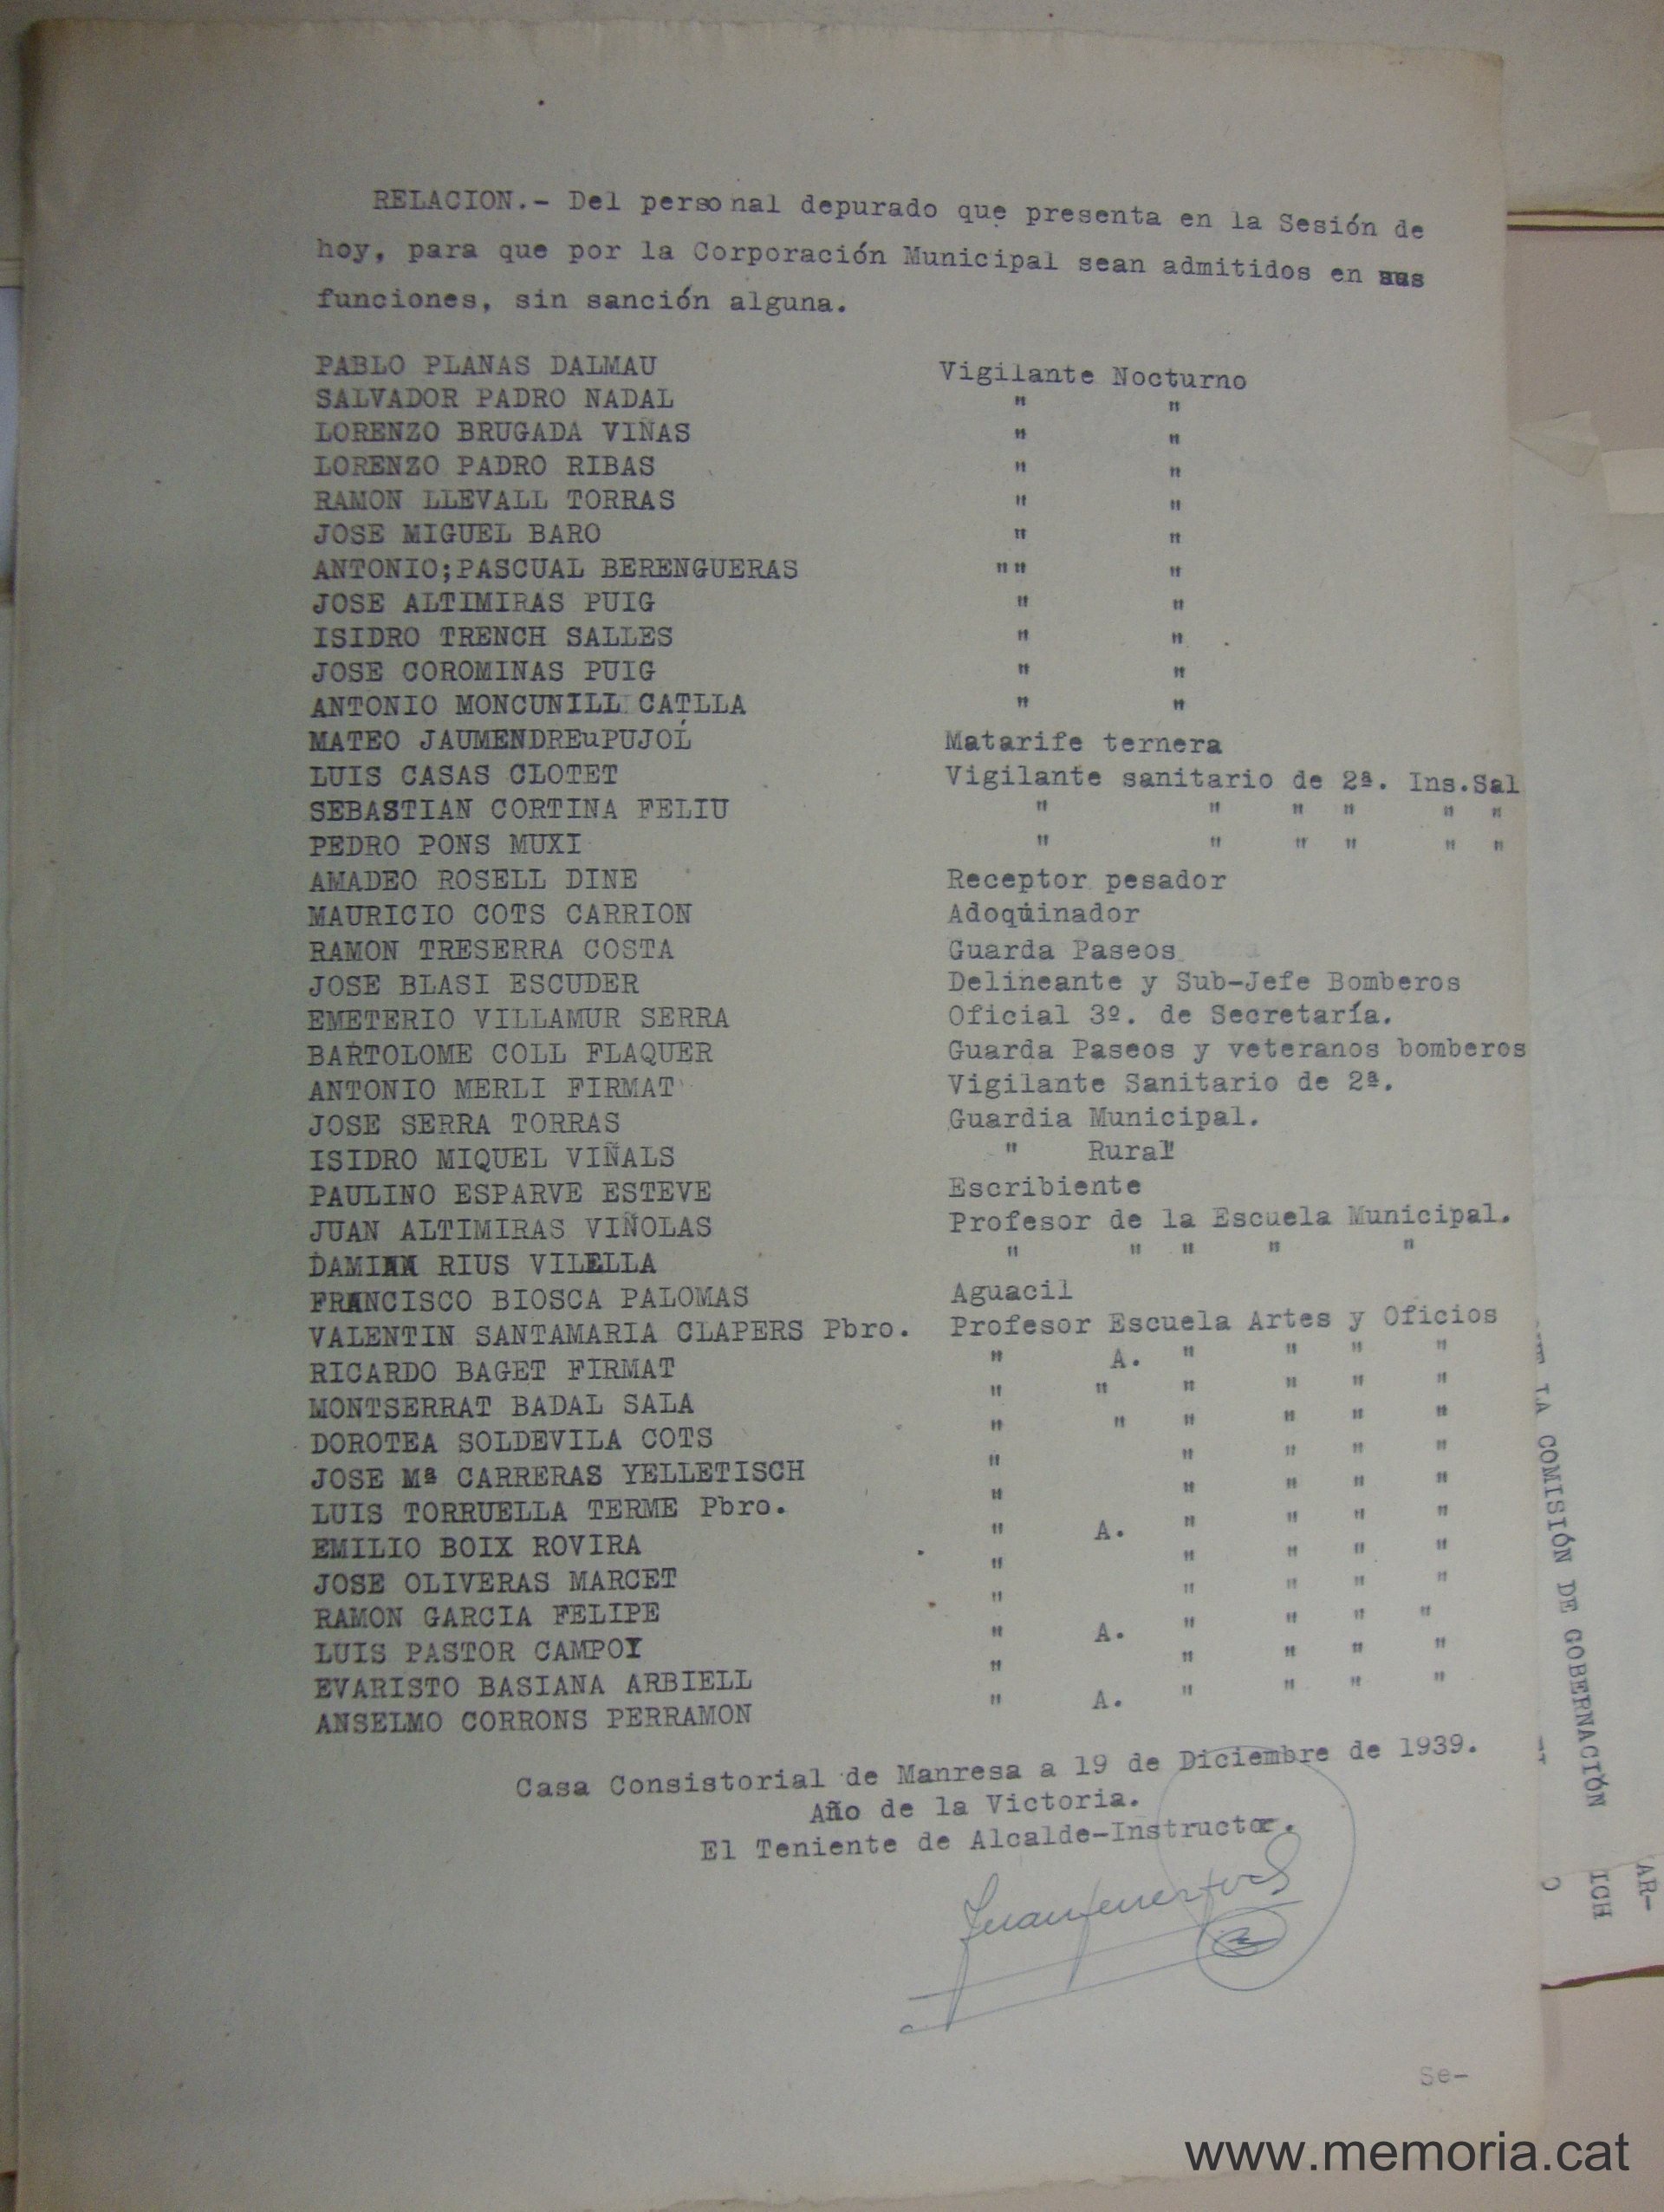 RELACION.- Del personal depurado que presenta en la Sesión de
hoy, para que por la Corporación Municipal sean admitidos en sus
funciones, sin sanción alguna.
PABLO PLANAS DALMAU Vigilante Nocturno
SALVADOR PADRO NADAL " "
LORENZO BRUGADA VIÑAS " "
LORENZO PADRO RIBAS " "
RAMON LLEVALL TORRAS " "
JOSE MIGUEL BARO " "
ANTONIO;PASCUAL BERENGUERAS "" "
JOSE ALTIMIRAS PUIG " "
ISIDRO TRENCH SALLES " "
JOSE COROMINAS PUIG " "
ANTONIO MONCUNILL CATLLA " "
MATEO JAUMENDREuPUJOL Matarife ternera
LUIS CASAS CLOTET Vigilante sanitario de 2ª. Ins.Sal
SEBASTIAN CORTINA FELIU " " " " " "
PEDRO PONS MUXI " " " " " "
AMADEO ROSELL DINE Receptor pesador
MAURICIO COTS CARRION Adoquinador
RAMON TRESERRA COSTA Guarda Paseos
JOSE BLASI ESCUDER Delineante y Sub-Jefe Bomberos
EMETERIO VILLAMUR SERRA Oficial 3º. de Secretaría.
BARTOLOME COLL FLAQUER Guarda Paseos y veteranos bomberos
ANTONIO MERLI FIRMAT Vigilante Sanitario de 2ª.
JOSE SERRA TORRAS Guardia Municipal.
ISIDRO MIQUEL VIÑALS " Rural"
PAULINO ESPARVE ESTEVE Escribiente
JUAN ALTIMIRAS VIÑOLAS Profesor de la Escuela Municipal.
RIUS VILELLA " " " " "
FRANCISCO BIOSCA PALOMAS Aguacil
VALENTIN SANTAMARIA CLAPERS Pbro. Profesor Escuela Artes y Oficios
RICARDO BAGET FIRMAT " A. " " " "
MONTSERRAT BADAL SALA " " " " " "
DOROTEA SOLDEVILA COTS " " " " " "
JOSE Mª CARRERAS YELLETISCH " " " " "
LUIS TORRUELLA TERME Pbro. " " " " "
EMILIO BOIX ROVIRA " A. " " " "
JOSE OLIVERAS MARCET " " " " "
RAMON GARCIA FELIPE " " " " "
LUIS PASTOR CAMPOI " A. " " " "
EVARISTO BASIANA ARBIELL " " " " "
ANSELMO CORRONS PERRAMON " A. " " " "
Casa Consistorial de Manresa a 19 de Diciembre de 1939.
Año de la Victoria.
El Teniente de Alcalde-Instructor.
Se-
COMISIÓN DE GOBERNACIÓN
AR-
ICH
www.memoria.cat